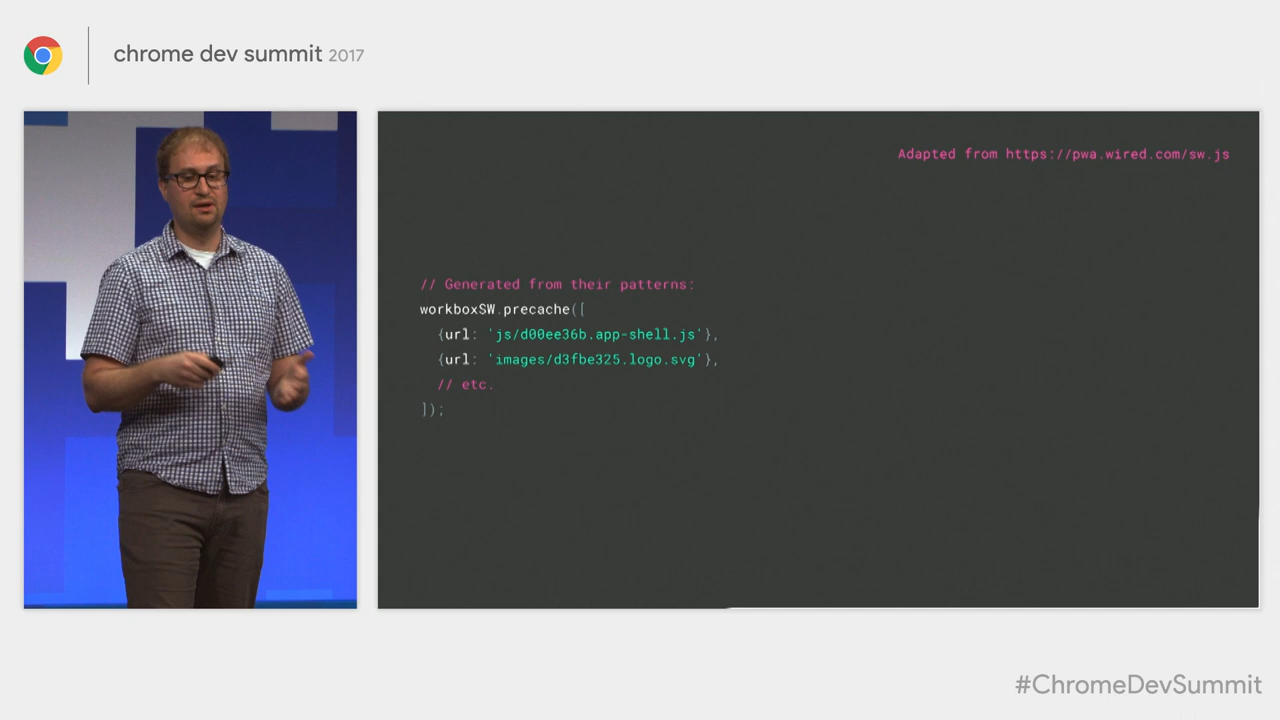 chrome dev summit 2017
Adapted from https://pwa.wired.com/sw.js
// Generated from their patterns:
workboxSW.precache([
{url: 'js/d00ee36b.app-shell.js'},
{url: 'images/d3fbe325.logo.svg'},
// etc.
]);
#ChromeDevSummit